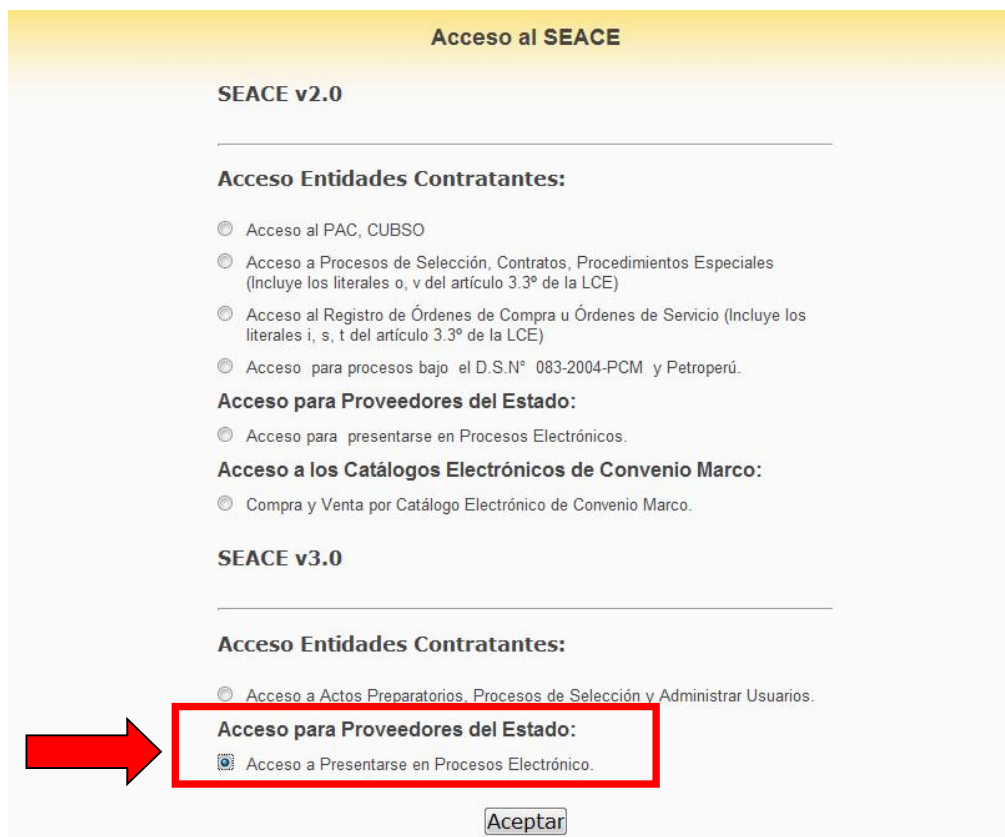 Acceso al SEACE
SEACE v2.0
Acceso Entidades Contratantes:
Acceso al PAC, CUBSO
Acceso a Procesos de Selección, Contratos, Procedimientos Especiales
(Incluye los literales o, v del artículo 3.3º de la LCE)
Acceso al Registro de Órdenes de Compra u Órdenes de Servicio (Incluye los
literales i, s, t del artículo 3.3º de la LCE)
Acceso para procesos bajo el D.S.N° 083-2004-PCM y Petroperú.
Acceso para Proveedores del Estado:
Acceso para presentarse en Procesos Electrónicos.
Acceso a los Catálogos Electrónicos de Convenio Marco:
Compra y Venta por Catálogo Electrónico de Convenio Marco.
SEACE v3.0
Acceso Entidades Contratantes:
Acceso a Actos Preparatorios, Procesos de Selección y Administrar Usuarios.
Acceso para Proveedores del Estado:
Acceso a Presentarse en Procesos Electrónico.
Aceptar